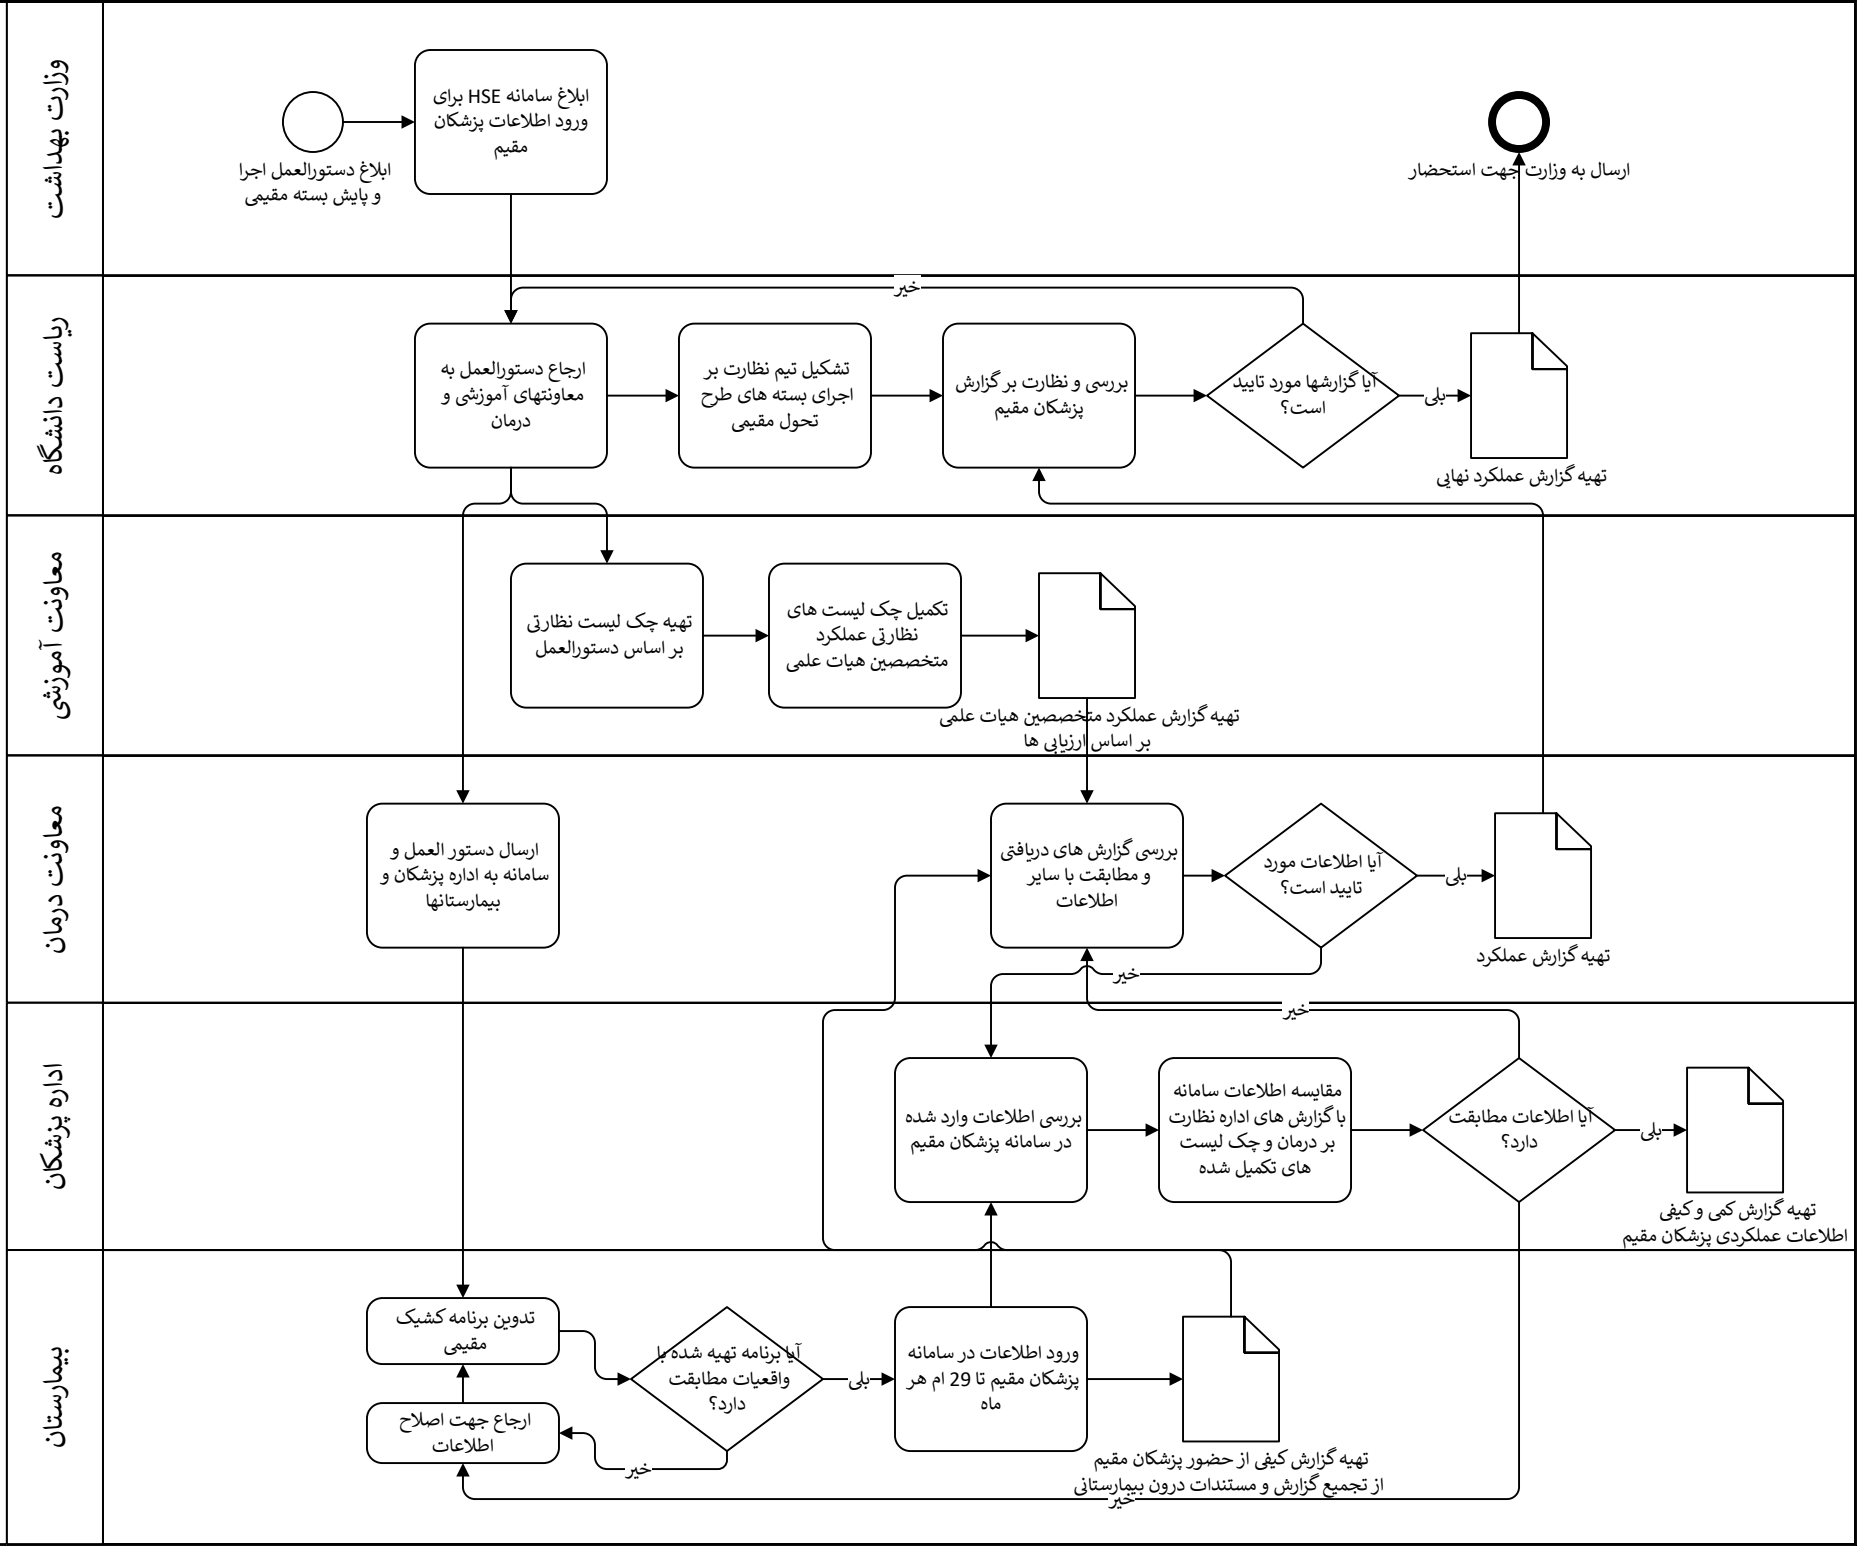 وزارت بهداشت
ابلاغ دستورالعمل اجرا
و پایش بسته مقیمی
ابلاغ سامانه HSE برای
ورود اطلاعات پزشکان
مقیم
ارسال به وزارت جهت استحضار
ریاست دانشگاه
ارجاع دستورالعمل به
معاونتهای آموزشی و
درمان
تشکیل تیم نظارت بر
اجرای بسته های طرح
تحول مقیمی
بررسی و نظارت بر گزارش
پزشکان مقیم
آیا گزارشها مورد تایید
است؟
خیر
بلی
تهیه گزارش عملکرد نهایی
معاونت آموزشی
تهیه چک لیست نظارتی
بر اساس دستورالعمل
تکمیل چک لیست های
نظارتی عملکرد
متخصصین هیات علمی
تهیه گزارش عملکرد متخصصین هیات علمی
بر اساس ارزیابی ها
معاونت درمان
ارسال دستور العمل و
سامانه به اداره پزشکان و
بیمارستانها
بررسی گزارش های دریافتی
و مطابقت با سایر
اطلاعات
آیا اطلاعات مورد
تایید است؟
بلی
خیر
تهیه گزارش عملکرد
اداره پزشکان
بررسی اطلاعات وارد شده
در سامانه پزشکان مقیم
مقایسه اطلاعات سامانه
با گزارش های اداره نظارت
بر درمان و چک لیست
های تکمیل شده
آیا اطلاعات مطابقت
دارد؟
خیر
بلی
تهیه گزارش کمی و کیفی
اطلاعات عملکردی پزشکان مقیم
بیمارستان
تدوین برنامه کشیک
مقیمی
ارجاع جهت اصلاح
اطلاعات
آیا برنامه تهیه شده با
واقعیات مطابقت
دارد؟
بلی
خیر
ورود اطلاعات در سامانه
پزشکان مقیم تا 29 ام هر
ماه
تهیه گزارش کیفی از حضور پزشکان مقیم
از تجمیع گزارش و مستندات درون بیمارستانی
خیر